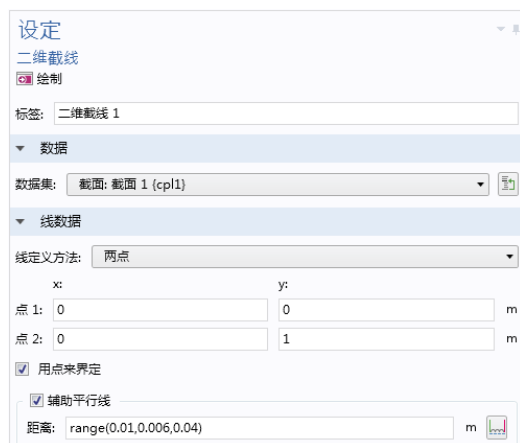 设定
二维截线
绘制
标签: 二维截线 1
数据
数据集: 截面: 截面 1 {cpl1}
线数据
线定义方法: 两点
x: y:
点 1: 0 0 m
点 2: 0 1 m
用点来界定
辅助平行线
距离: range(0.01,0.006,0.04) m